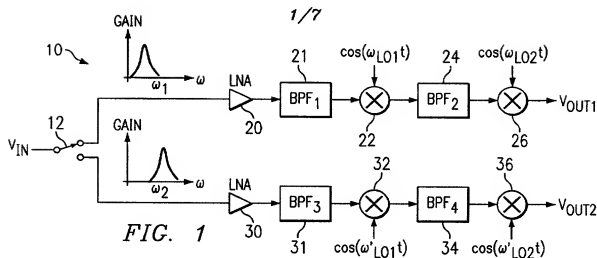 1/7
10
GAIN
ω1
ω
LNA
20
21
BPF1
cos(ωLO1t)
22
24
BPF2
cos(ωLO2t)
26
VOUT1
VIN
12
GAIN
ω2
ω
LNA
30
BPF3
31
32
cos(ω'LO1t)
BPF4
34
36
cos(ω'LO2t)
VOUT2
FIG. 1